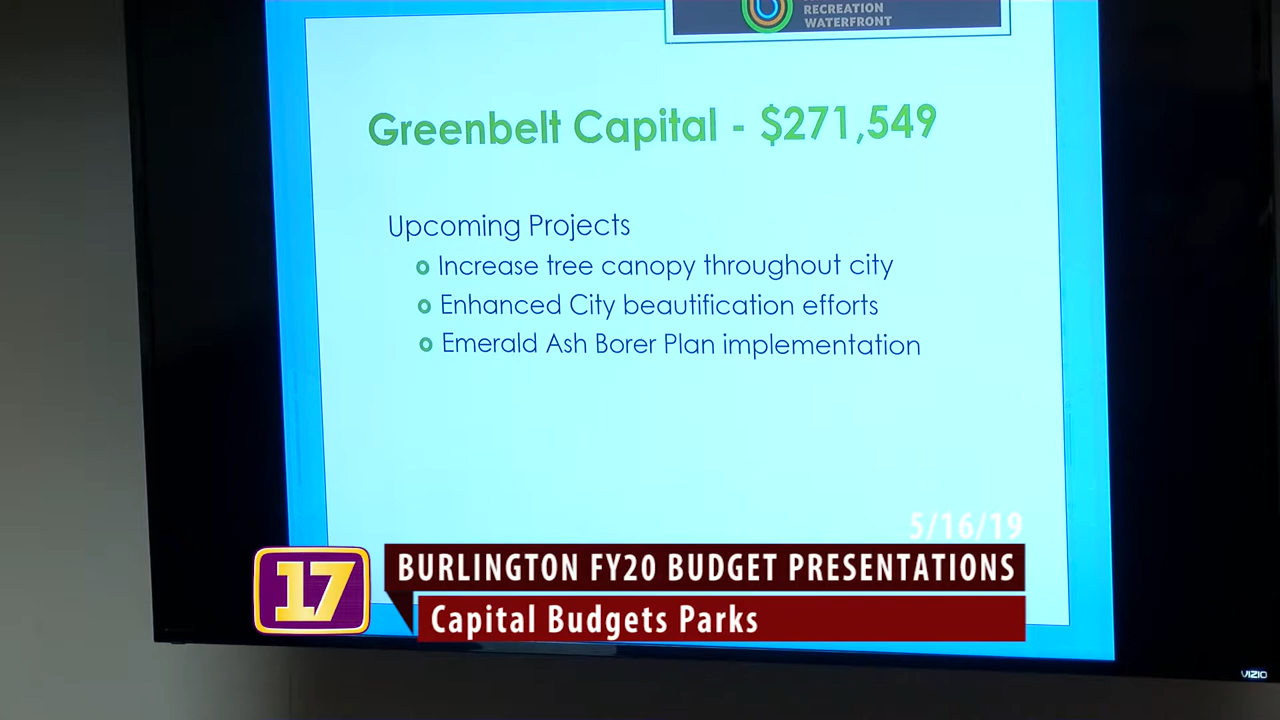 RECREATION
WATERFRONT
Greenbelt Capital - $271,549
Upcoming Projects
Increase tree canopy throughout city
Enhanced City beautification efforts
Emerald Ash Borer Plan implementation
5/16/19
17
BURLINGTON FY20 BUDGET PRESENTATIONS
Capital Budgets Parks
VIZIO